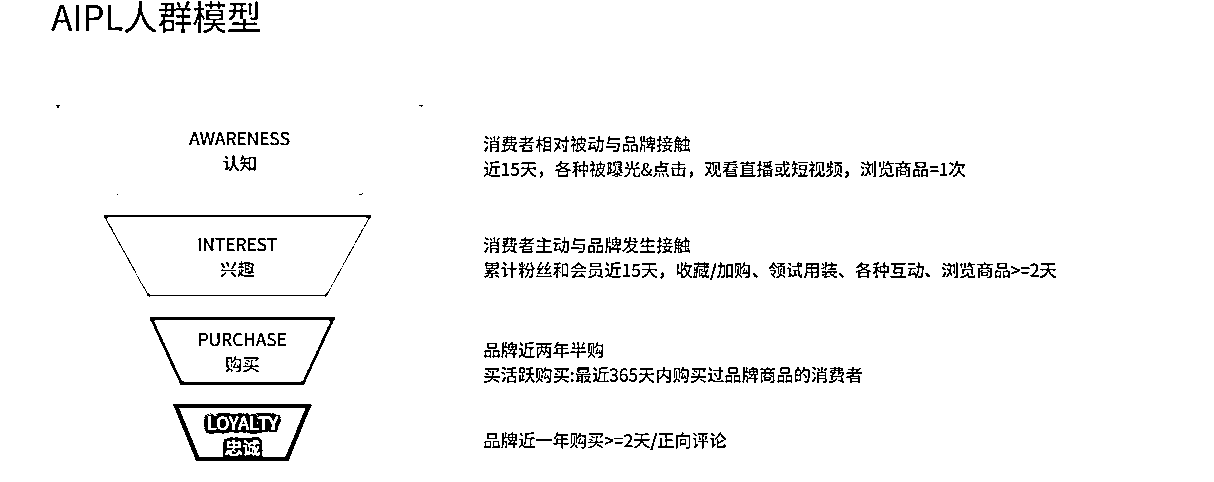 AIPL人群模型
AWARENESS
认知
消费者相对被动与品牌接触
近15天，各种被曝光&点击，观看直播或短视频，浏览商品=1次
INTEREST
兴趣
消费者主动与品牌发生接触
累计粉丝和会员近15天，收藏/加购、领试用装、各种互动、浏览商品>=2天
PURCHASE
购买
品牌近两年半购
买活跃购买:最近365天内购买过品牌商品的消费者
LOYALTY
忠诚
品牌近一年购买>=2天/正向评论